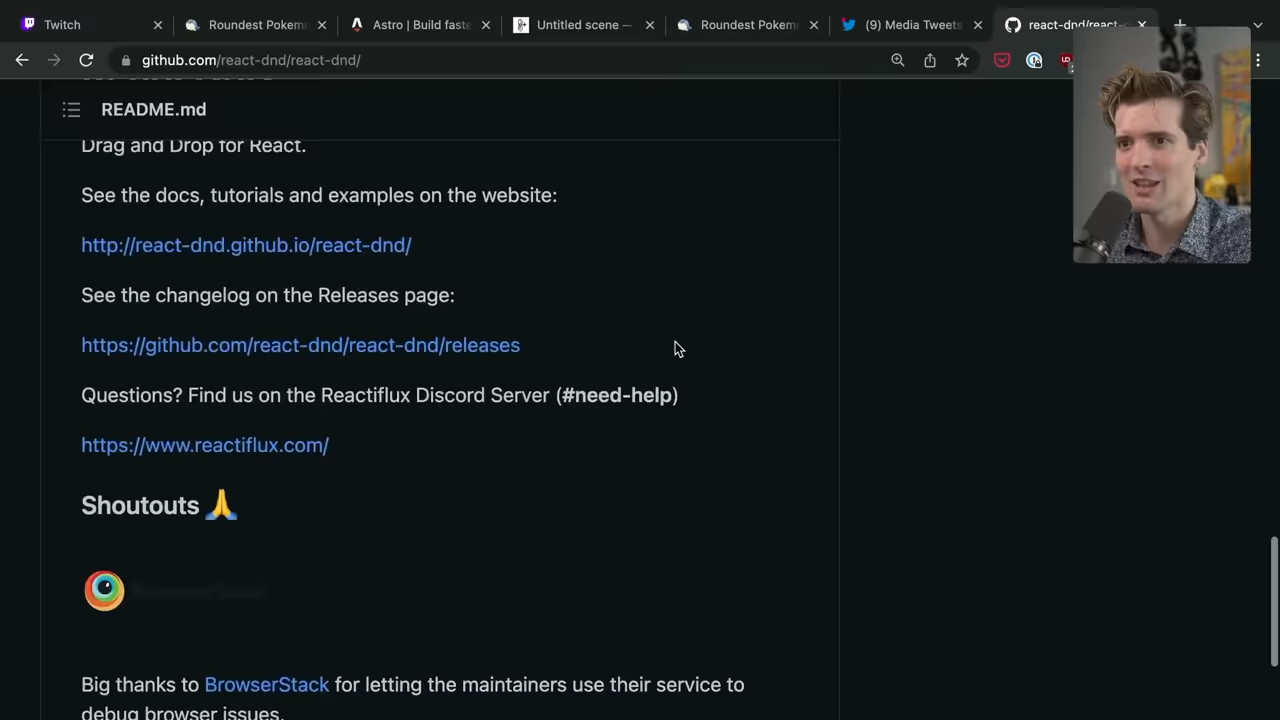 Twitch
Roundest Pokem
Astro | Build faste
Untitled scene —
Roundest Pokem
(9) Media Tweets
react-dnd/react-d
github.com/react-dnd/react-dnd/
README.md
Drag and Drop for React.
See the docs, tutorials and examples on the website:
http://react-dnd.github.io/react-dnd/
See the changelog on the Releases page:
https://github.com/react-dnd/react-dnd/releases
Questions? Find us on the Reactiflux Discord Server (#need-help)
https://www.reactiflux.com/
Shoutouts 🙏
Big thanks to BrowserStack for letting the maintainers use their service to
debug browser issues.